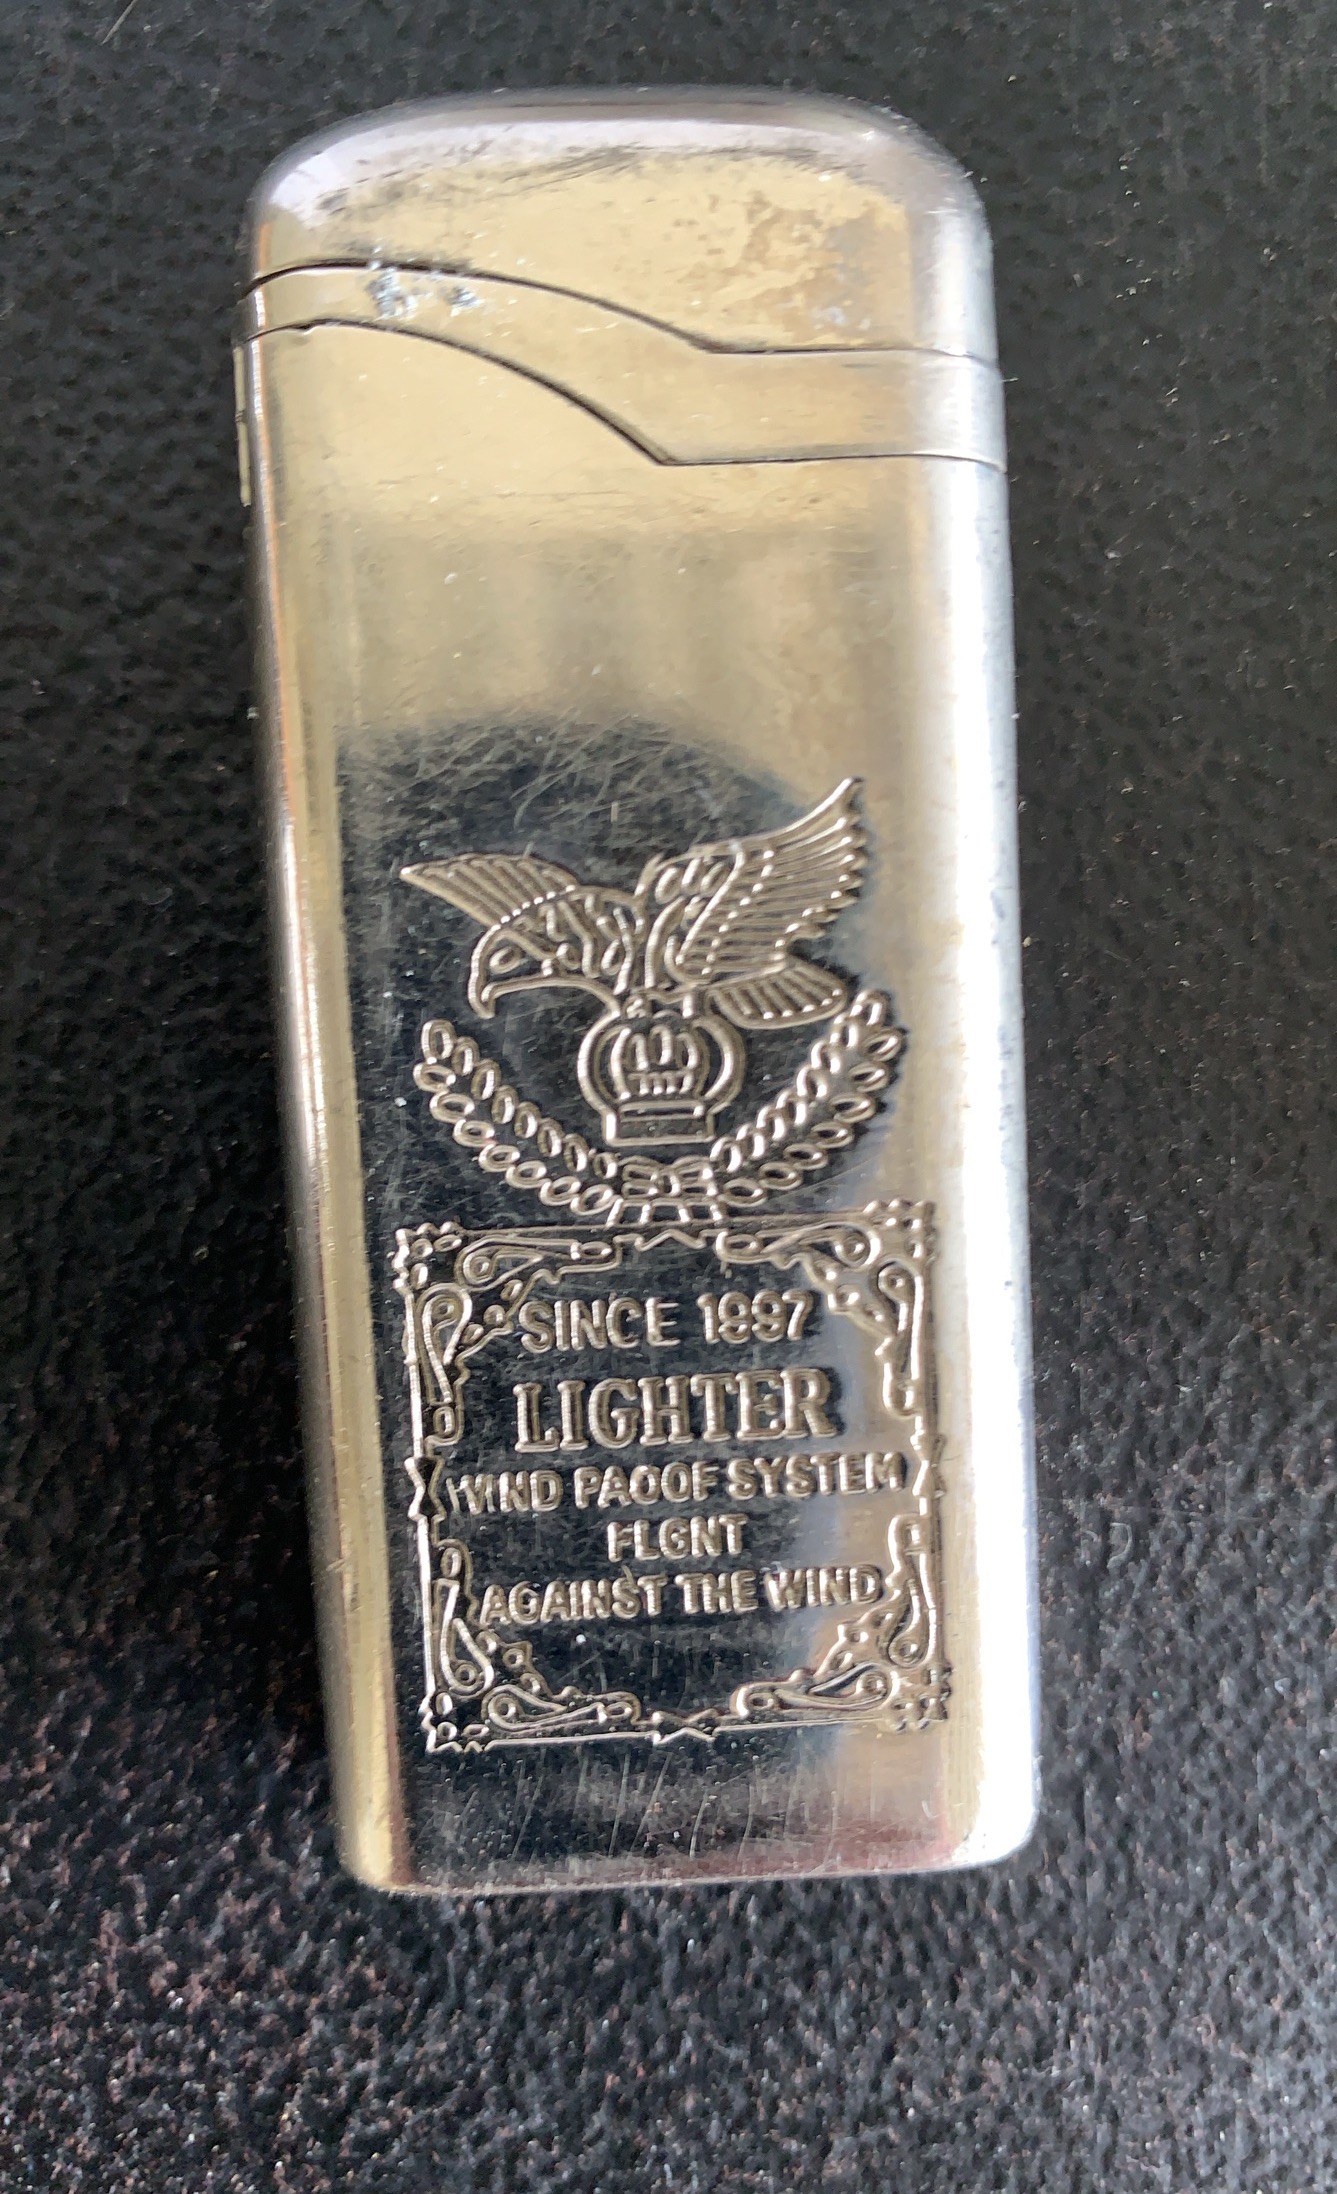 SINCE 1997
LIGHTER
WIND PAOOF SYSTEM
FLGNT
AGAINST THE WIND